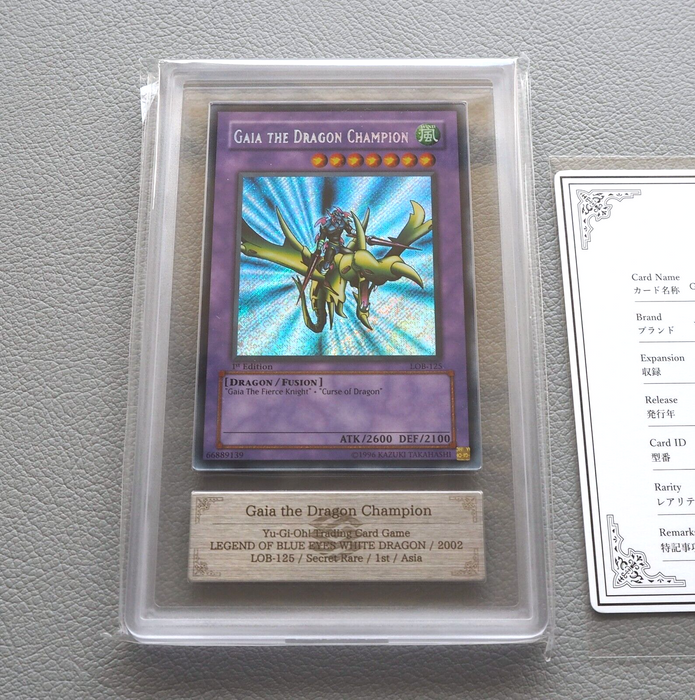 GAIA THE DRAGON CHAMPION 風
1st Edition LOB-125
[DRAGON / FUSION]
"Gaia The Fierce Knight" + "Curse of Dragon"
ATK/2600 DEF/2100
66889139 ©1996 KAZUKI TAKAHASHI
Gaia the Dragon Champion
Yu-Gi-Oh! Trading Card Game
LEGEND OF BLUE EYES WHITE DRAGON / 2002
LOB-125 / Secret Rare / 1st / Asia
Card Name
カード名称
Brand
ブランド
Expansion
収録
Release
発行年
Card ID
型番
Rarity
レアリテ
Remark
特記事項